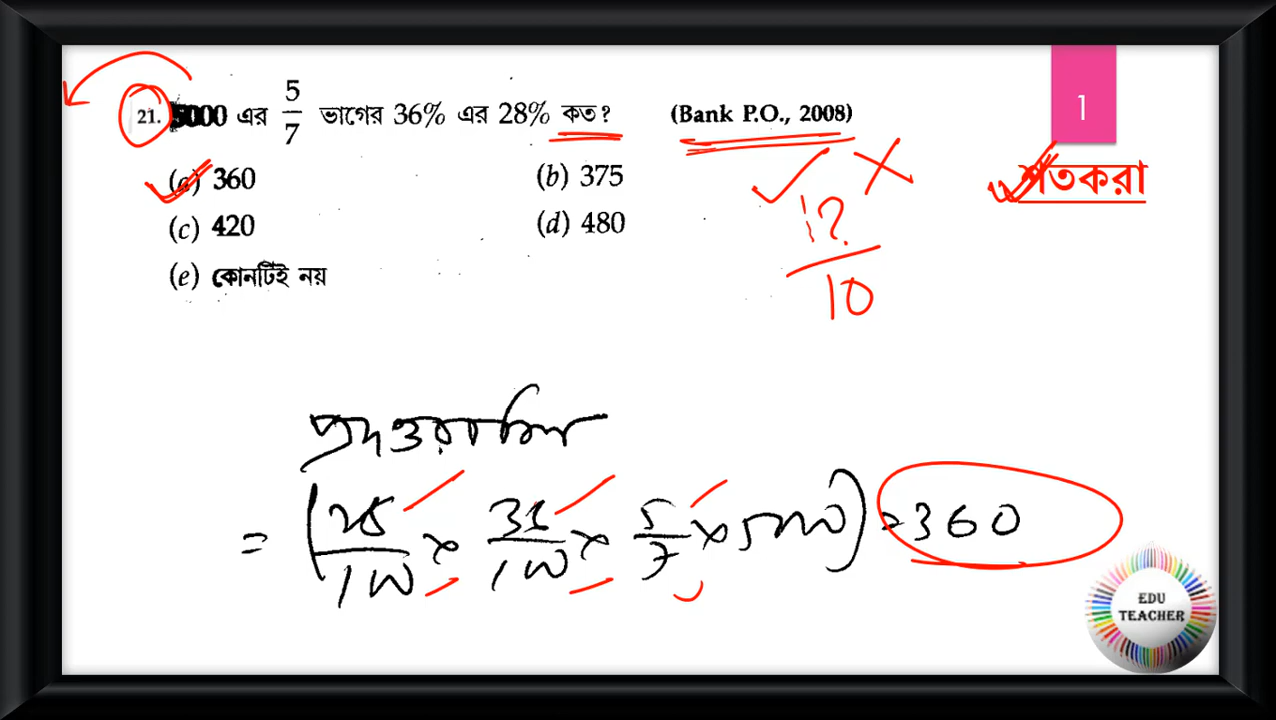 21. 5000 এর 5/7 ভাগের 36% এর 28% কত? (Bank P.O., 2008)
1
(a) 360 (b) 375
শতকরা
(c) 420 (d) 480
(e) কোনটিই নয়
1?/10
প্রদত্তরাশি
= (28/100 × 36/100 × 5/7 × 5000) = 360
EDU
TEACHER